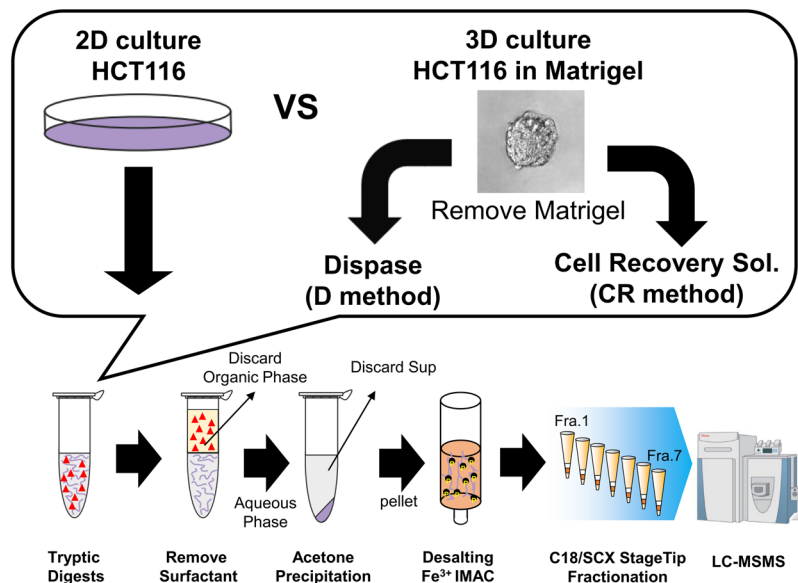 2D culture
HCT116
VS
3D culture
HCT116 in Matrigel
Remove Matrigel
Dispase
(D method)
Cell Recovery Sol.
(CR method)
Discard
Organic Phase
Discard Sup
Aqueous
Phase
pellet
Fra.1
Fra.7
Tryptic
Digests
Remove
Surfactant
Acetone
Precipitation
Desalting
Fe³⁺ IMAC
C18/SCX StageTip
Fractionation
LC-MSMS